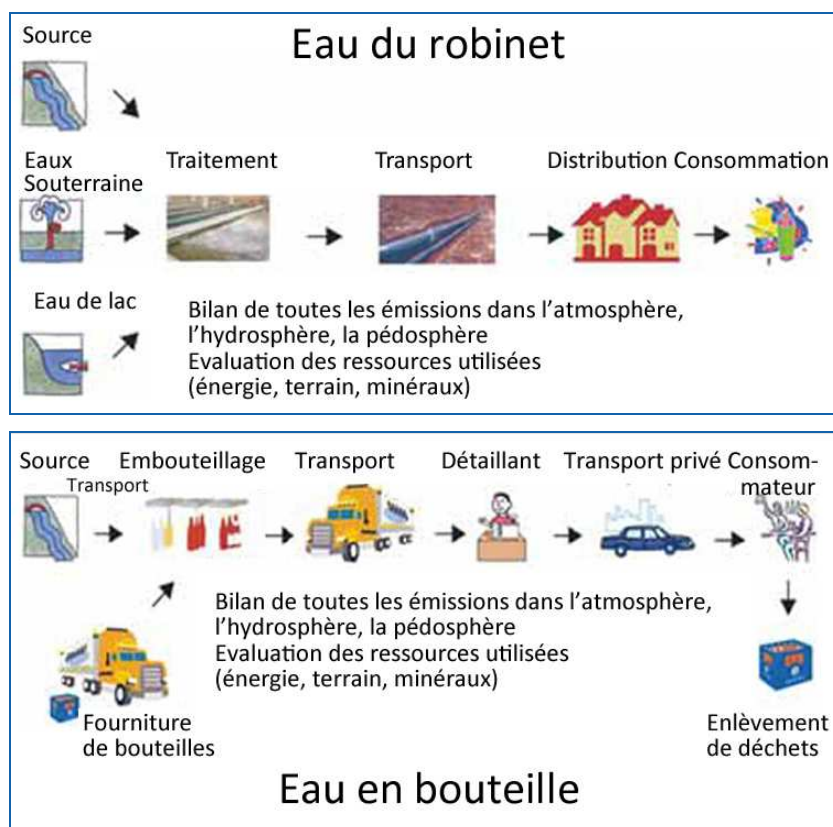 Source
Eau du robinet
Eaux
Souterraine
Traitement
Transport
Distribution
Consommation
Eau de lac
Bilan de toutes les émissions dans l'atmosphère,
l'hydrosphère, la pédosphère
Evaluation des ressources utilisées
(énergie, terrain, minéraux)
Source
Transport
Embouteillage
Transport
Détaillant
Transport privé
Consom-
mateur
Bilan de toutes les émissions dans l'atmosphère,
l'hydrosphère, la pédosphère
Evaluation des ressources utilisées
(énergie, terrain, minéraux)
Fourniture
de bouteilles
Enlèvement
de déchets
Eau en bouteille